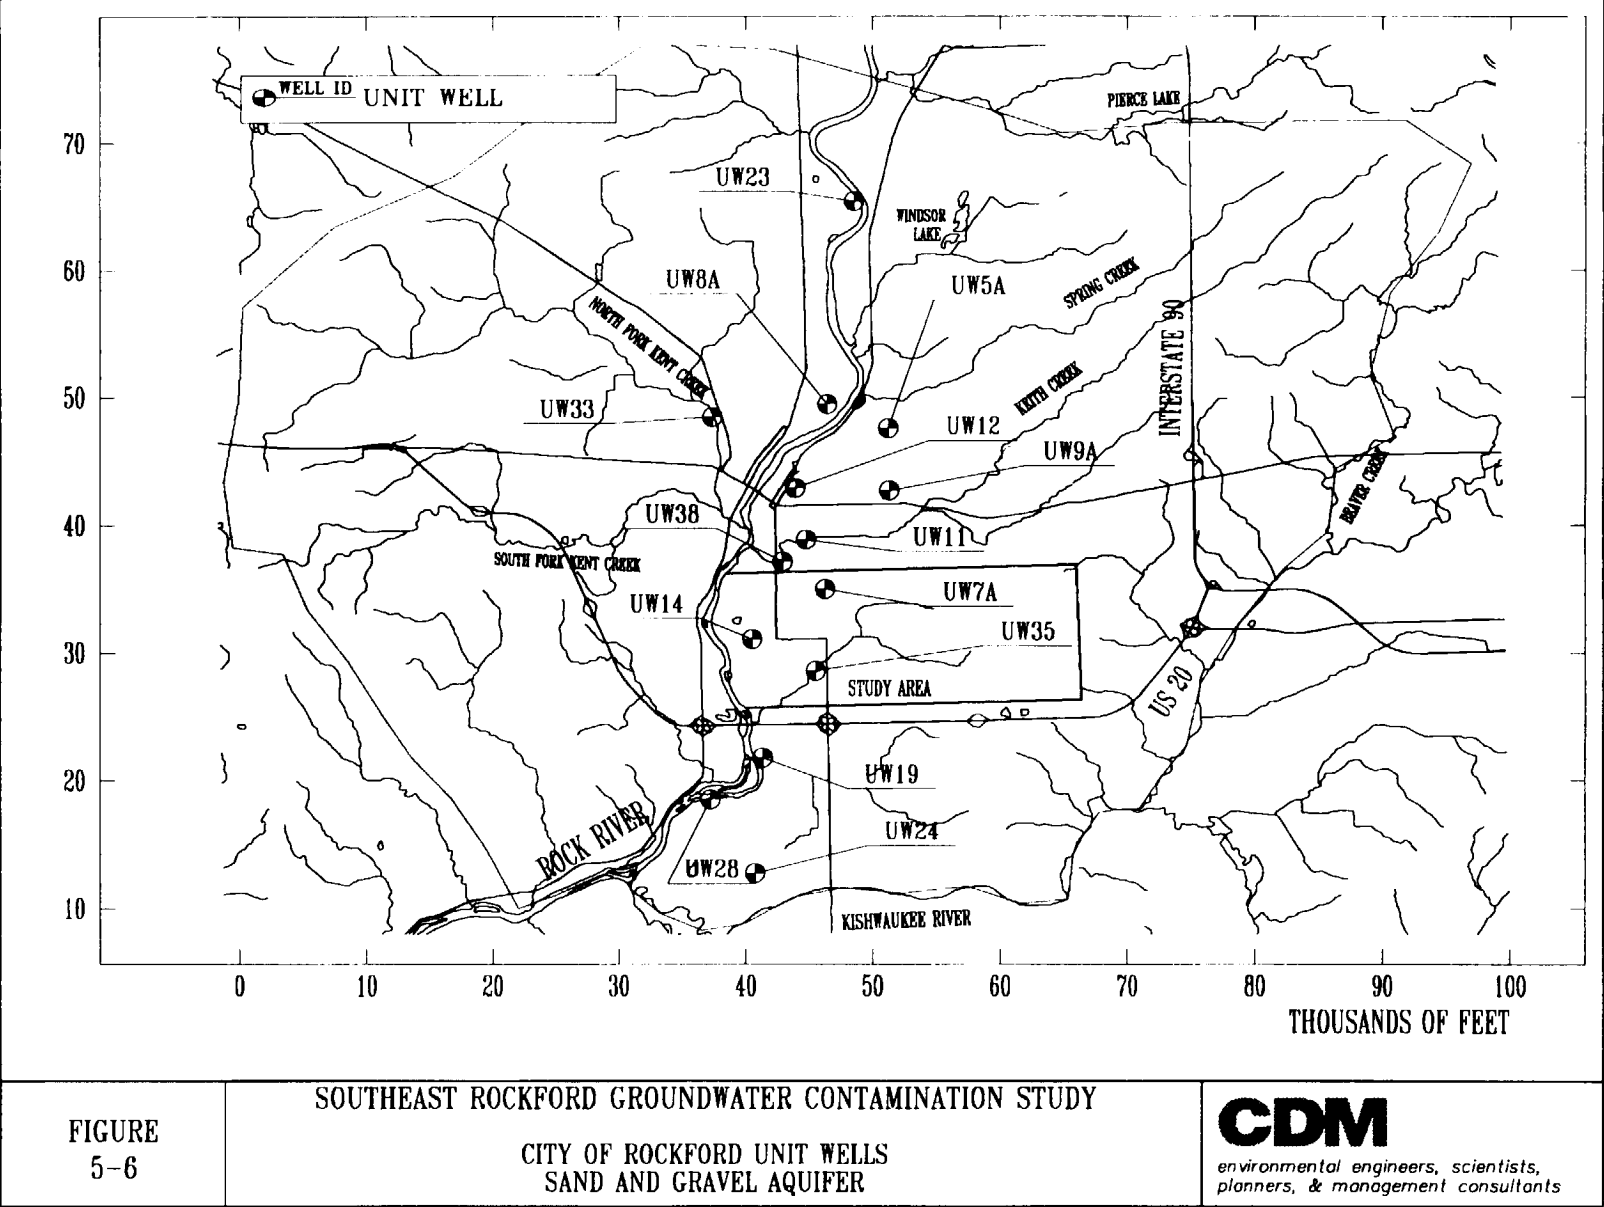 WELL ID
UNIT WELL
PIERCE LAKE
70
UW23
WINDSOR
LAKE
60
UW8A
UW5A
SPRING CREEK
NORTH FORK KENT CREEK
INTERSTATE 90
KEITH CREEK
50
UW33
UW12
UW9A
BEAVER CREEK
40
UW38
UW11
SOUTH FORK KENT CREEK
UW14
UW7A
UW35
30
STUDY AREA
US 20
20
UW19
ROCK RIVER
UW24
UW28
10
KISHWAUKEE RIVER
0 10 20 30 40 50 60 70 80 90 100
THOUSANDS OF FEET
FIGURE
5-6
SOUTHEAST ROCKFORD GROUNDWATER CONTAMINATION STUDY
CITY OF ROCKFORD UNIT WELLS
SAND AND GRAVEL AQUIFER
CDM
environmental engineers, scientists,
planners, & management consultants